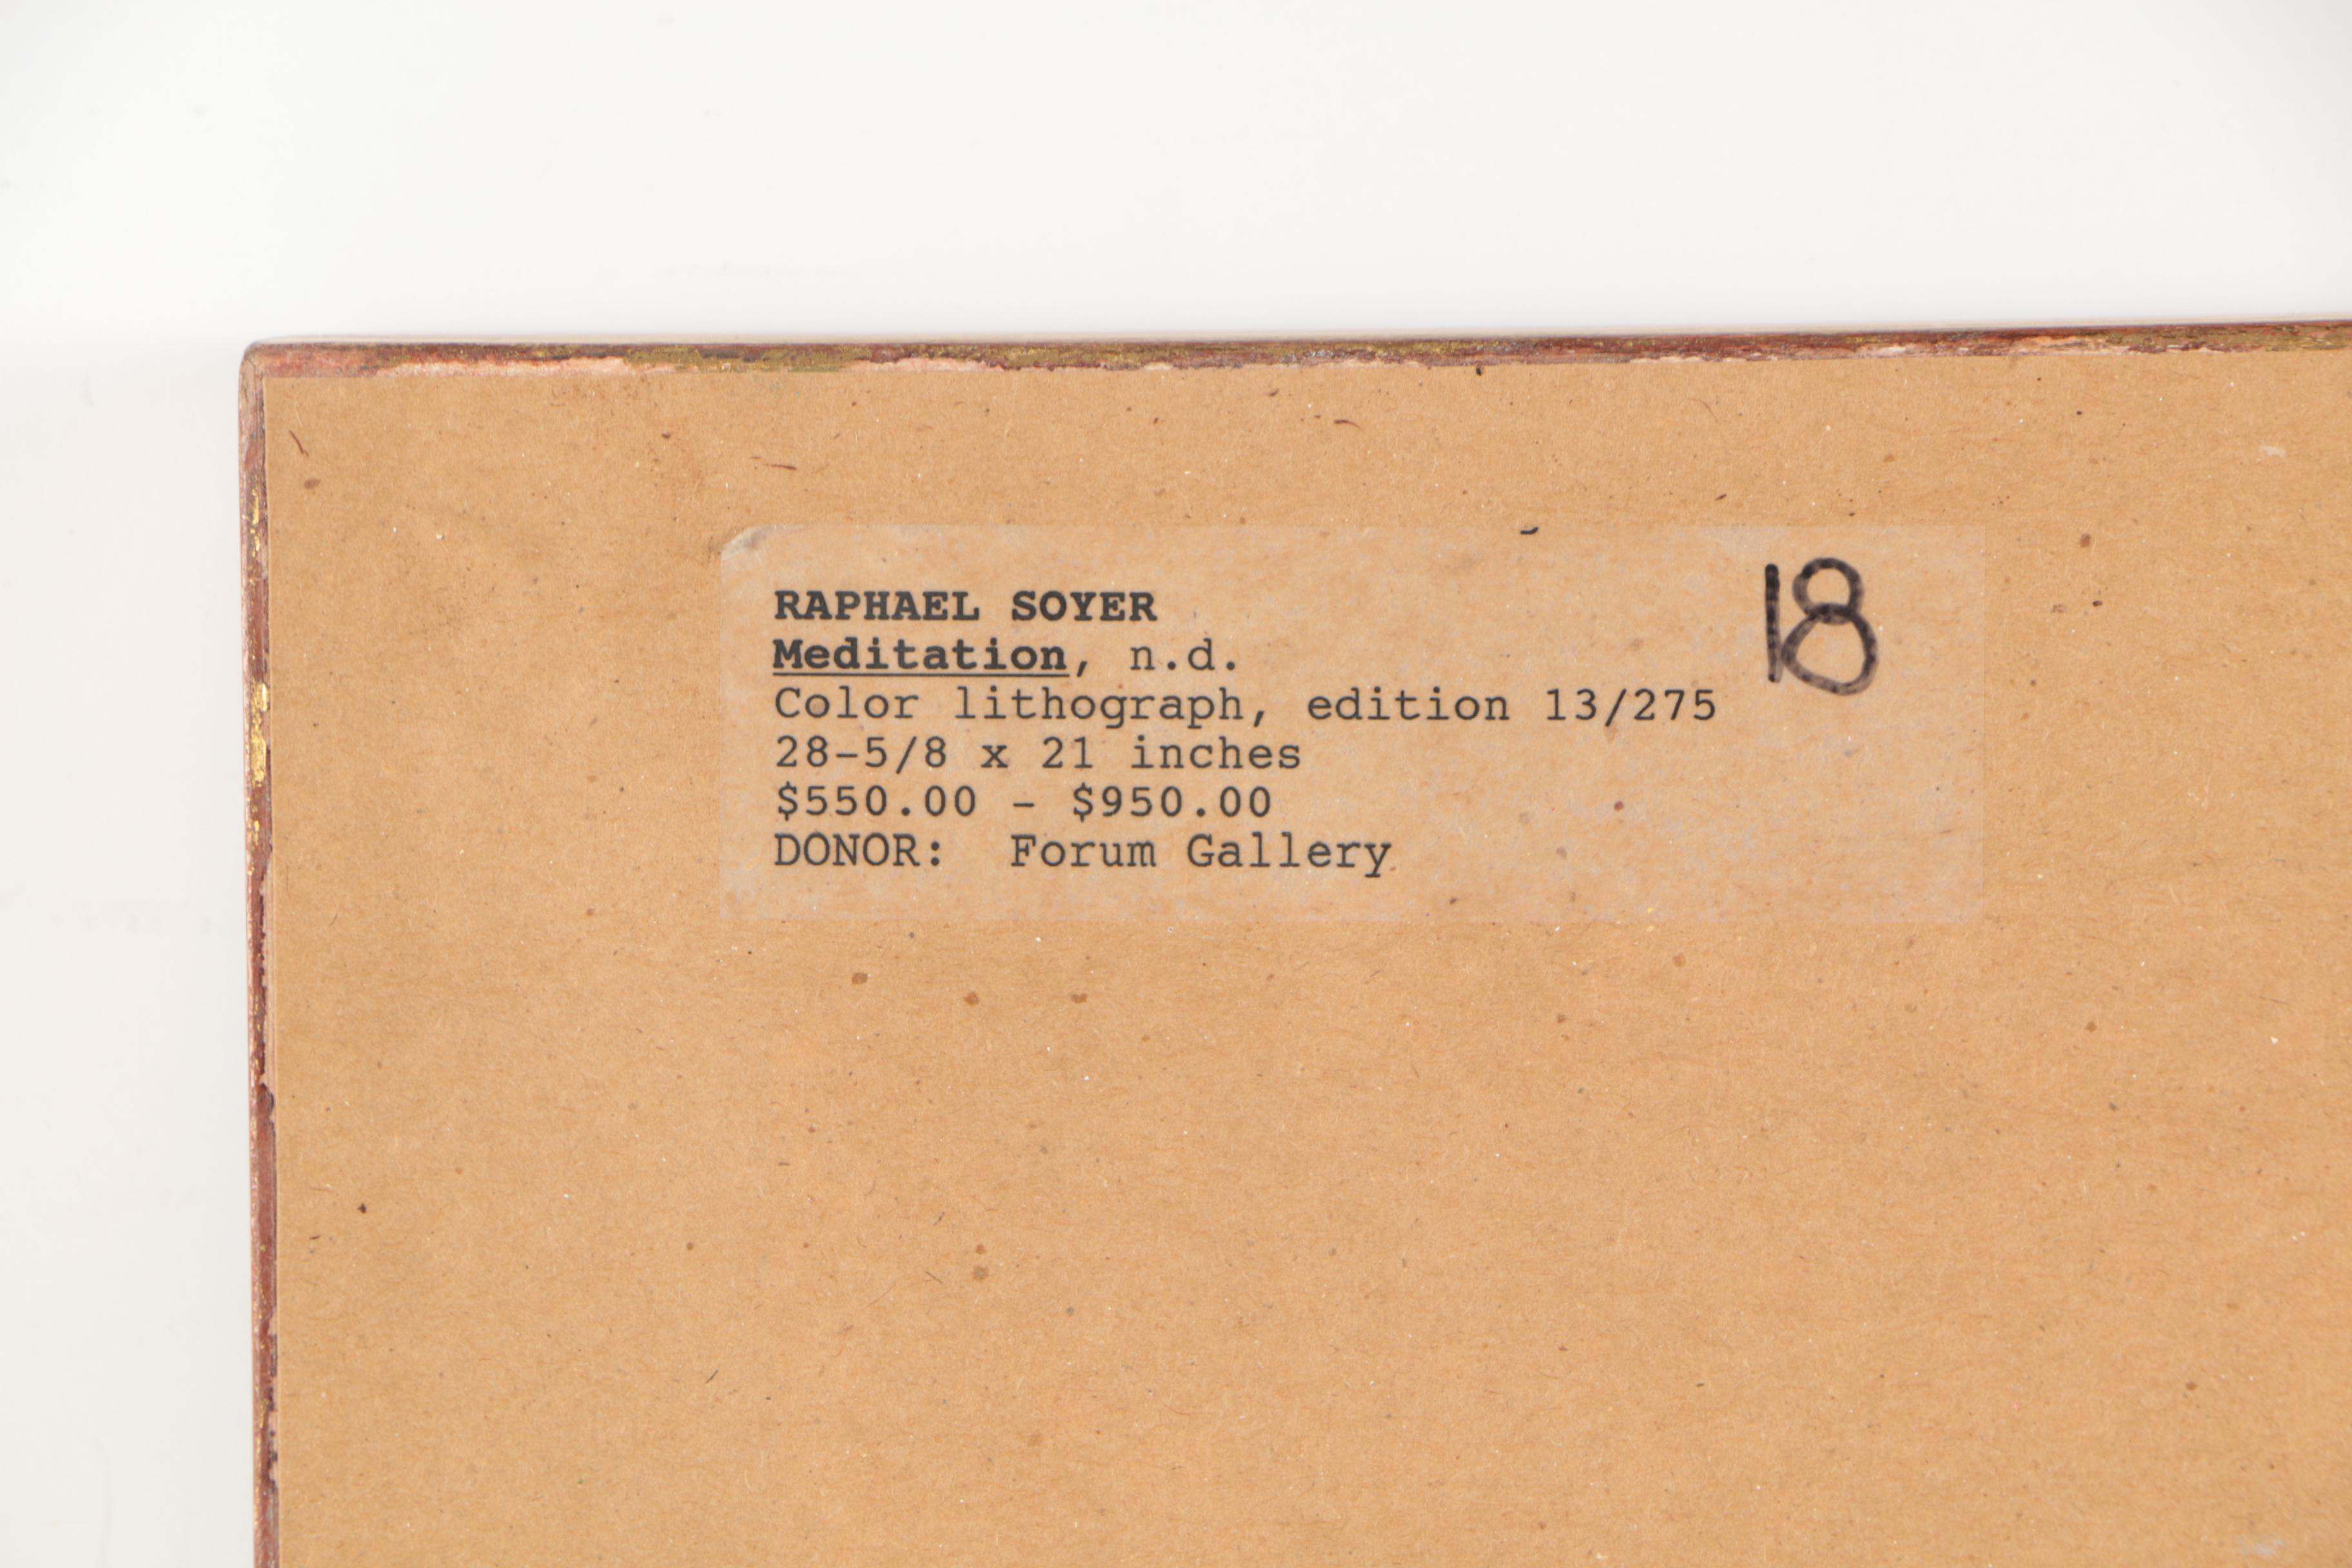 RAPHAEL SOYER
Meditation, n.d.
Color lithograph, edition 13/275
28-5/8 x 21 inches
$550.00 - $950.00
DONOR: Forum Gallery
18